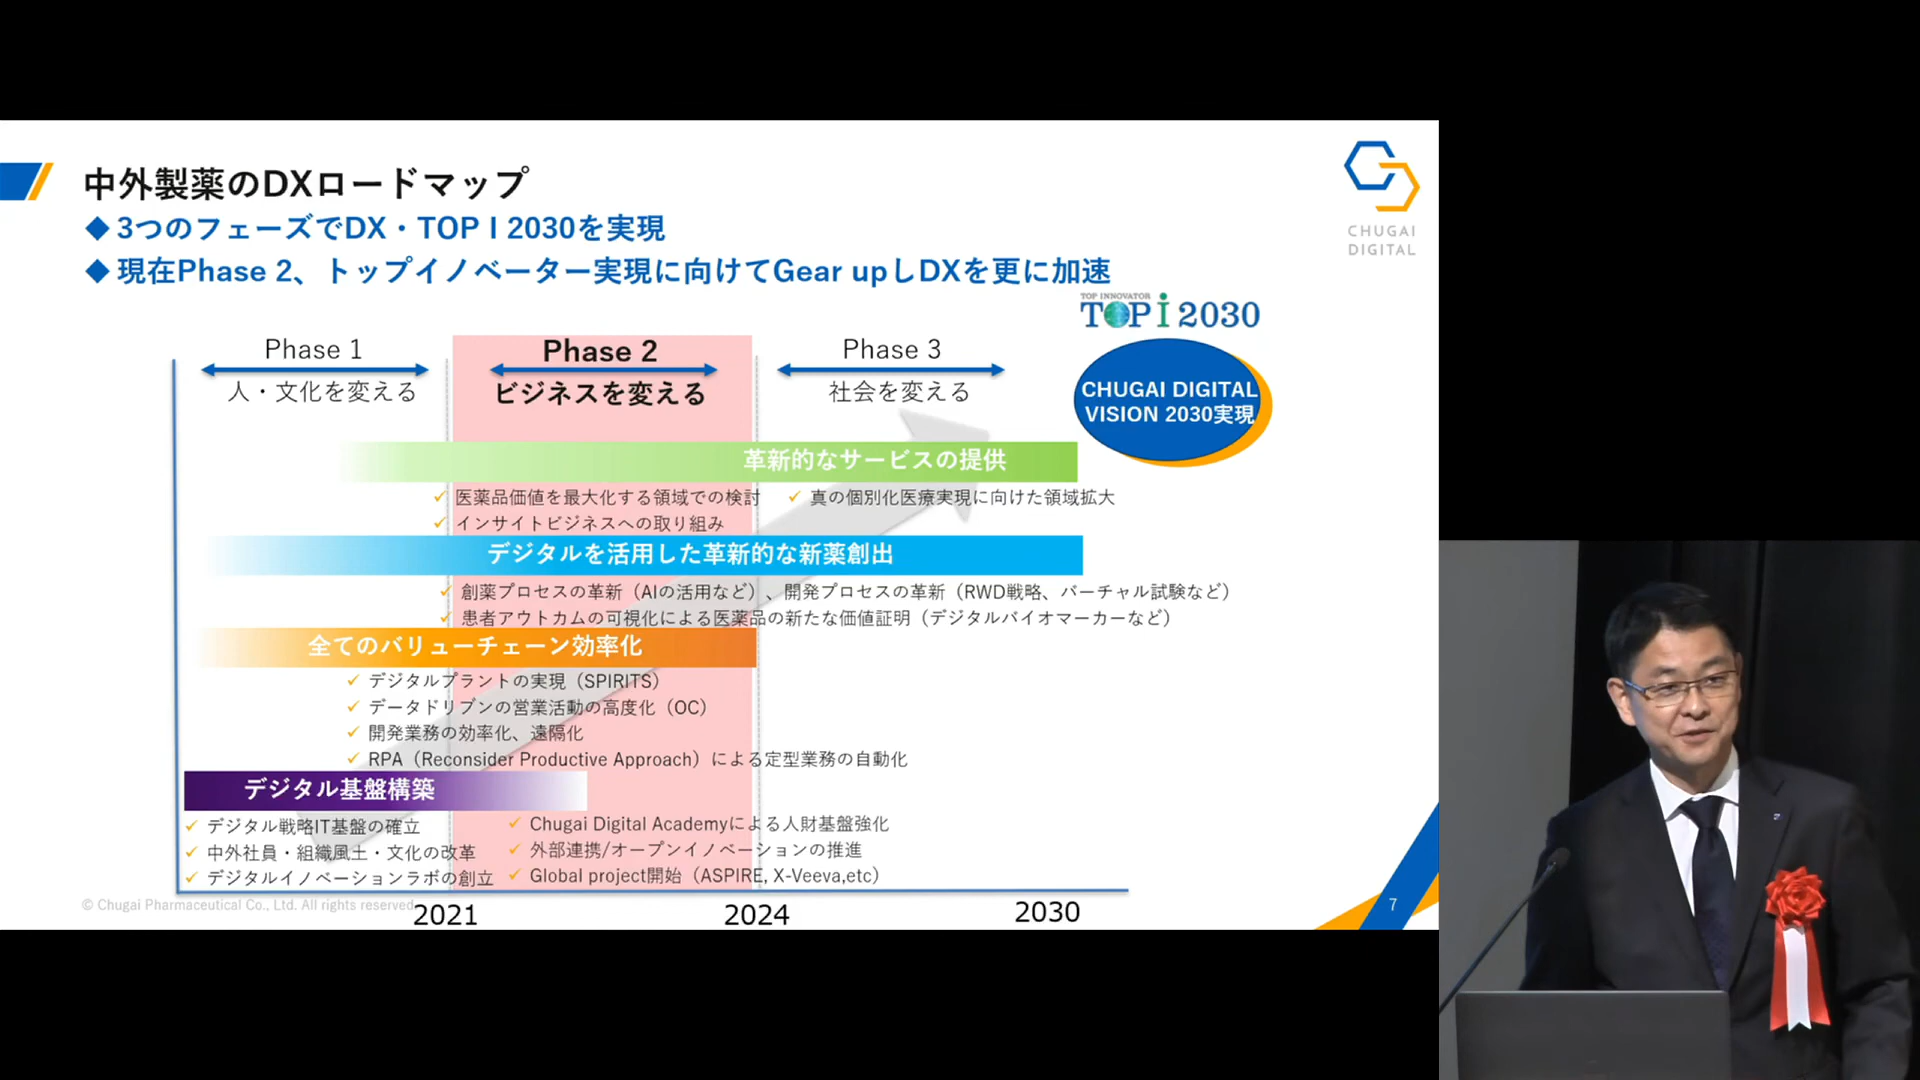 中外製薬のDXロードマップ
◆3つのフェーズでDX・TOP I 2030を実現
◆現在Phase 2、トップイノベーター実現に向けてGear upしDXを更に加速
CHUGAI
DIGITAL
TOP INNOVATOR
TOP i 2030
Phase 1
人・文化を変える
Phase 2
ビジネスを変える
Phase 3
社会を変える
CHUGAI DIGITAL
VISION 2030実現
革新的なサービスの提供
✓ 医薬品価値を最大化する領域での検討
✓ 真の個別化医療実現に向けた領域拡大
✓ インサイトビジネスへの取り組み
デジタルを活用した革新的な新薬創出
✓ 創薬プロセスの革新（AIの活用など）、開発プロセスの革新（RWD戦略、バーチャル試験など）
✓ 患者アウトカムの可視化による医薬品の新たな価値証明（デジタルバイオマーカーなど）
全てのバリューチェーン効率化
✓ デジタルプラントの実現（SPIRITS）
✓ データドリブンの営業活動の高度化（OC）
✓ 開発業務の効率化、遠隔化
✓ RPA（Reconsider Productive Approach）による定型業務の自動化
デジタル基盤構築
✓ デジタル戦略IT基盤の確立
✓ 中外社員・組織風土・文化の改革
✓ デジタルイノベーションラボの創立
✓ Chugai Digital Academyによる人財基盤強化
✓ 外部連携/オープンイノベーションの推進
✓ Global project開始（ASPIRE, X-Veeva,etc）
© Chugai Pharmaceutical Co., Ltd. All rights reserved.
2021
2024
2030
7